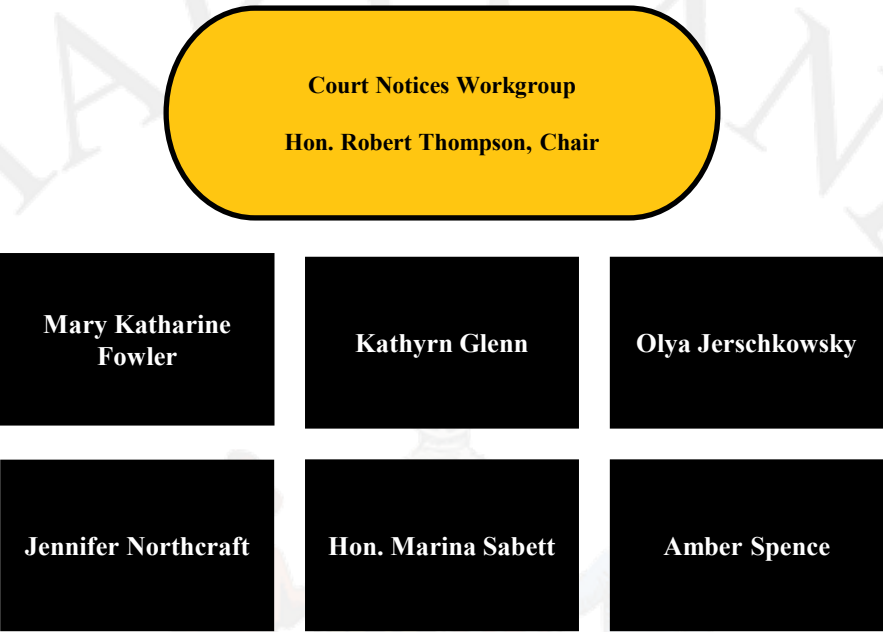 Court Notices Workgroup
Hon. Robert Thompson, Chair
Mary Katharine
Fowler
Kathyrn Glenn
Olya Jerschkowsky
Jennifer Northcraft
Hon. Marina Sabett
Amber Spence